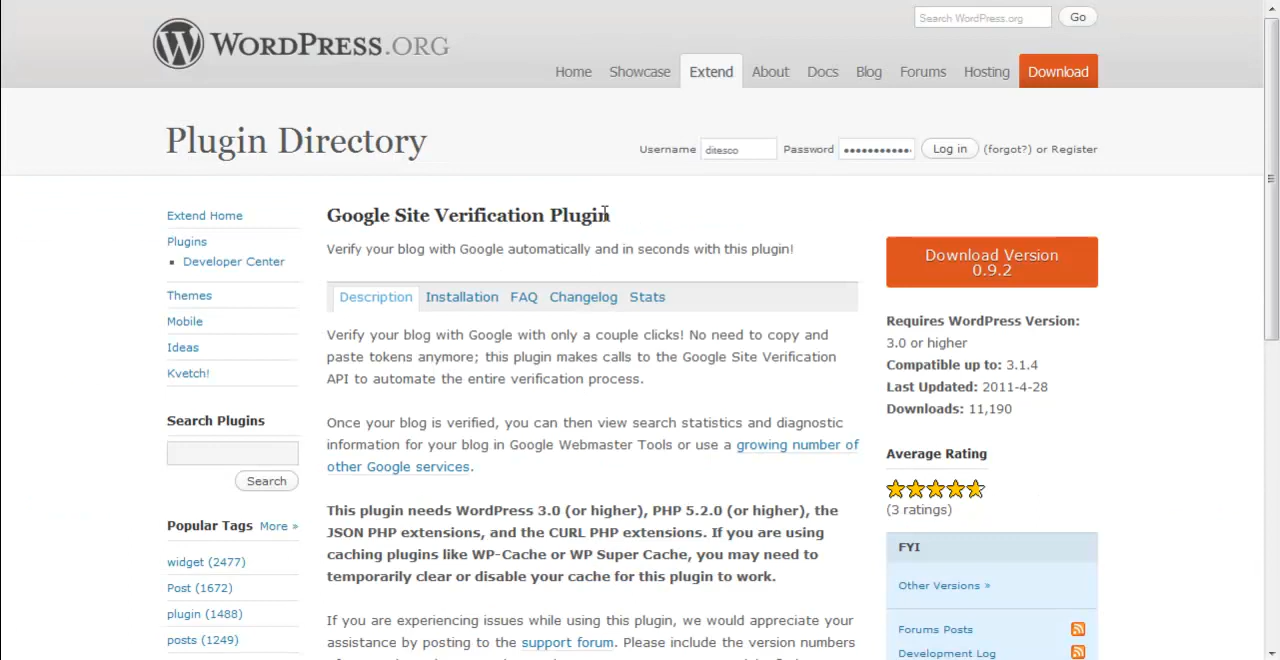 Search WordPress.org Go
WORDPRESS.ORG
Home Showcase Extend About Docs Blog Forums Hosting Download
Plugin Directory
Username ditesco Password •••••••••••• Log in (forgot?) or Register
Extend Home
Plugins
Developer Center
Themes
Mobile
Ideas
Kvetch!
Search Plugins
Search
Popular Tags More »
widget (2477)
Post (1672)
plugin (1488)
posts (1249)
Google Site Verification Plugin
Verify your blog with Google automatically and in seconds with this plugin!
Description Installation FAQ Changelog Stats
Verify your blog with Google with only a couple clicks! No need to copy and
paste tokens anymore; this plugin makes calls to the Google Site Verification
API to automate the entire verification process.
Once your blog is verified, you can then view search statistics and diagnostic
information for your blog in Google Webmaster Tools or use a growing number of
other Google services.
This plugin needs WordPress 3.0 (or higher), PHP 5.2.0 (or higher), the
JSON PHP extensions, and the CURL PHP extensions. If you are using
caching plugins like WP-Cache or WP Super Cache, you may need to
temporarily clear or disable your cache for this plugin to work.
If you are experiencing issues while using this plugin, we would appreciate your
assistance by posting to the support forum. Please include the version numbers
Download Version
0.9.2
Requires WordPress Version:
3.0 or higher
Compatible up to: 3.1.4
Last Updated: 2011-4-28
Downloads: 11,190
Average Rating
(3 ratings)
FYI
Other Versions »
Forums Posts
Development Log